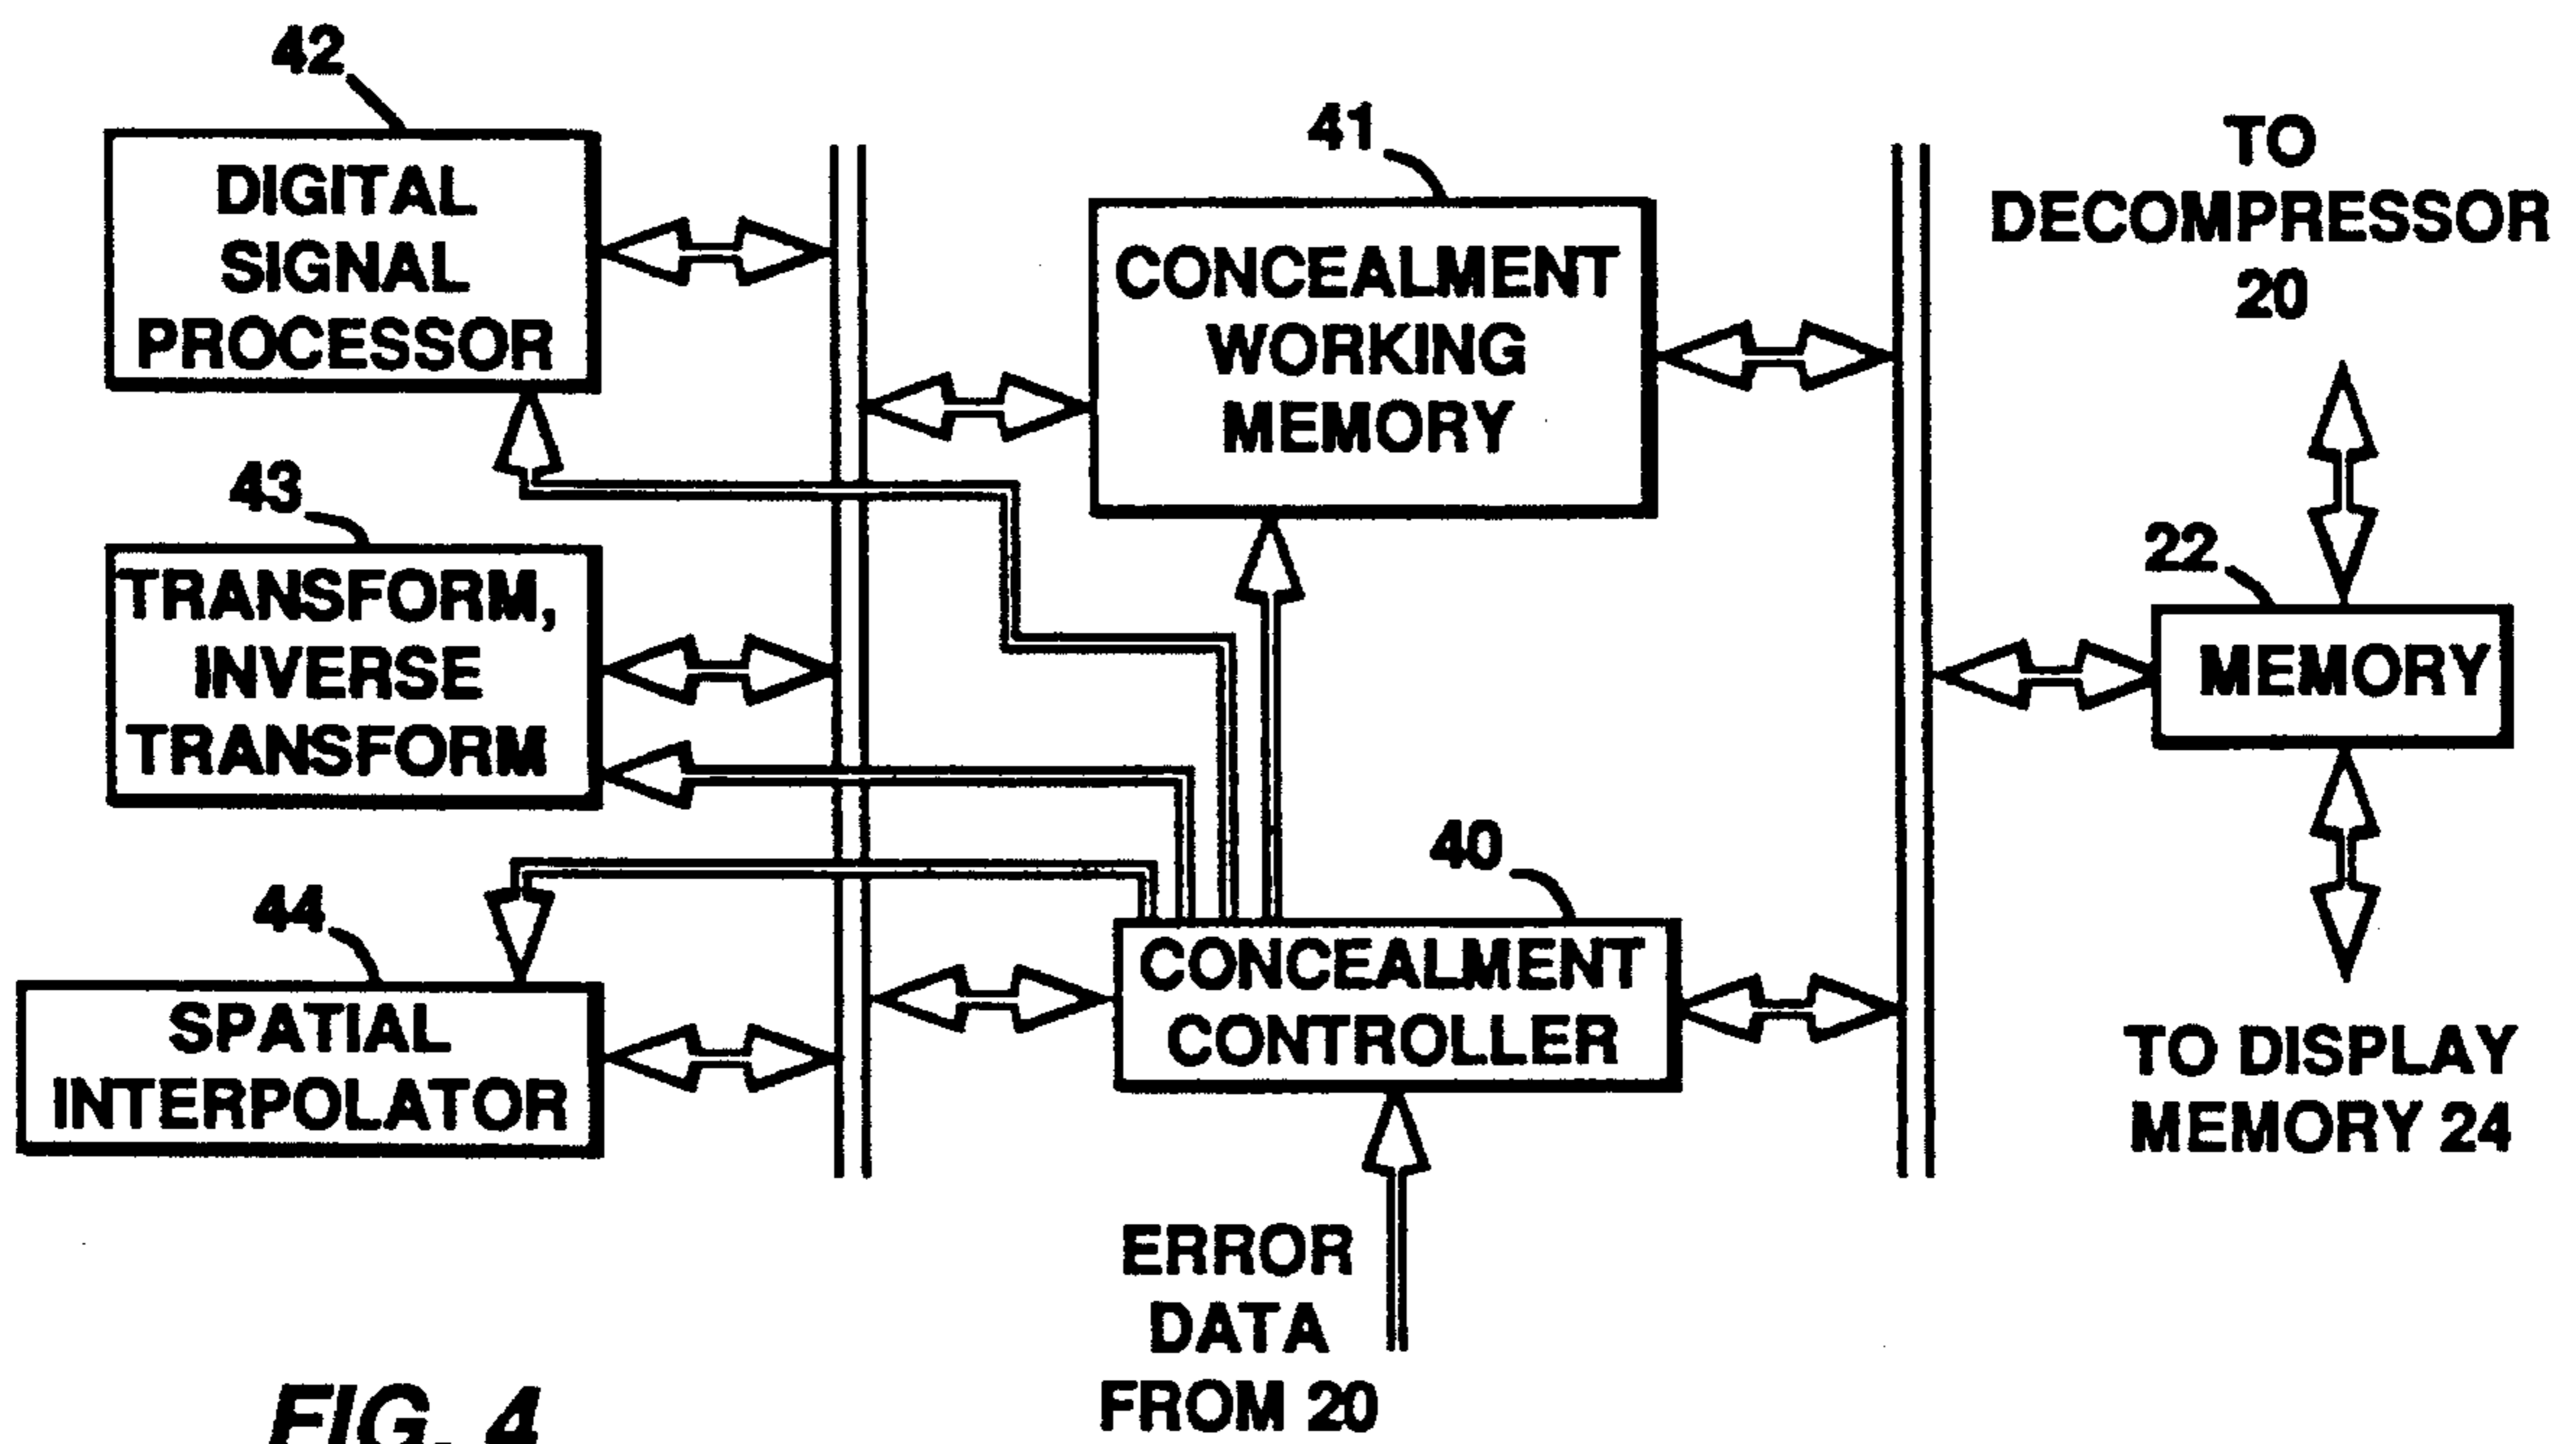 42
DIGITAL
SIGNAL
PROCESSOR
41
CONCEALMENT
WORKING
MEMORY
TO
DECOMPRESSOR
20
43
TRANSFORM,
INVERSE
TRANSFORM
22
MEMORY
44
SPATIAL
INTERPOLATOR
40
CONCEALMENT
CONTROLLER
TO DISPLAY
MEMORY 24
ERROR
DATA
FROM 20
FIG. 4